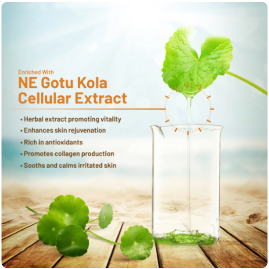 Enriched With
NE Gotu Kola
Cellular Extract
• Herbal extract promoting vitality
• Enhances skin rejuvenation
• Rich in antioxidants
• Promotes collagen production
• Sooths and calms irritated skin